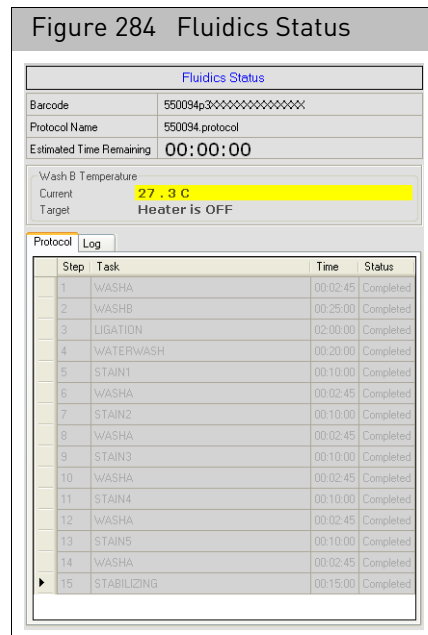 Figure 284 Fluidics Status
Fluidics Status
Barcode 550094p3XXXXXXXXXXXXX
Protocol Name 550094.protocol
Estimated Time Remaining 00:00:00
Wash B Temperature
Current 27 . 3 C
Target Heater is OFF
Protocol Log
Step Task Time Status
1 WASHA 00:02:45 Completed
2 WASHB 00:25:00 Completed
3 LIGATION 02:00:00 Completed
4 WATERWASH 00:20:00 Completed
5 STAIN1 00:10:00 Completed
6 WASHA 00:02:45 Completed
7 STAIN2 00:10:00 Completed
8 WASHA 00:02:45 Completed
9 STAIN3 00:10:00 Completed
10 WASHA 00:02:45 Completed
11 STAIN4 00:10:00 Completed
12 WASHA 00:02:45 Completed
13 STAIN5 00:10:00 Completed
14 WASHA 00:02:45 Completed
15 STABILIZING 00:15:00 Completed